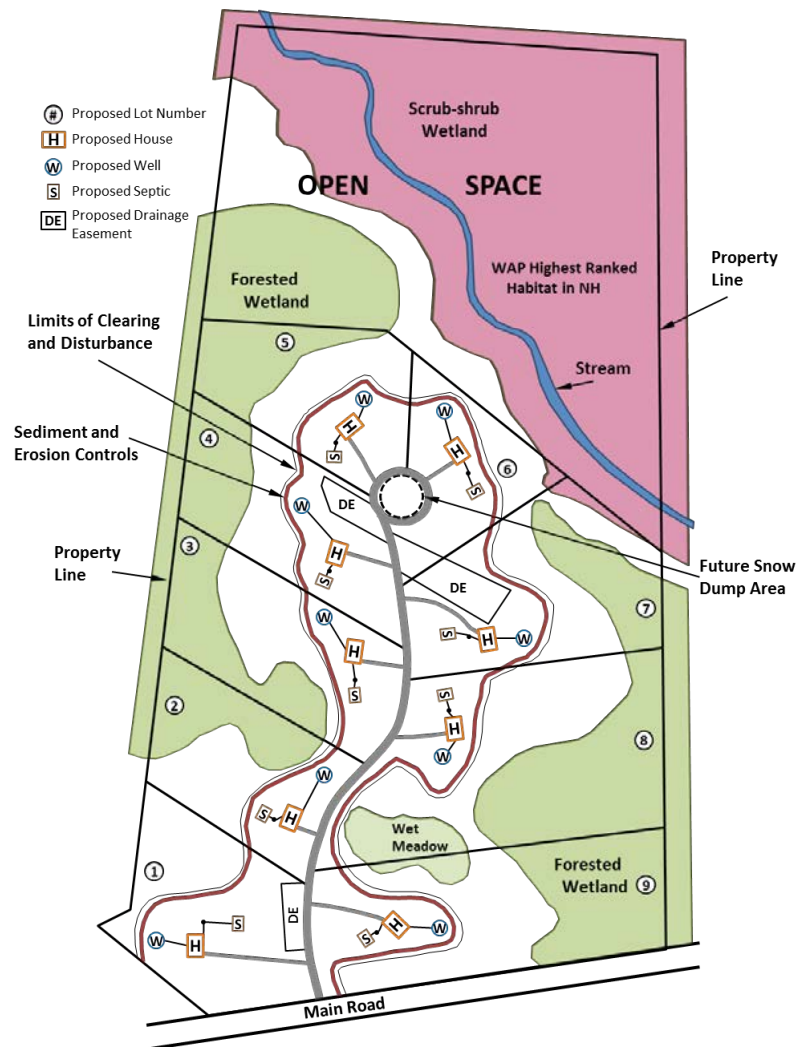 # Proposed Lot Number
H Proposed House
W Proposed Well
S Proposed Septic
DE Proposed Drainage
Easement
Scrub-shrub
Wetland
OPEN SPACE
WAP Highest Ranked
Habitat in NH
Property
Line
Forested
Wetland
Limits of Clearing
and Disturbance
5
Stream
W
W
4
H
Sediment and
Erosion Controls
H
S
6
S
DE
W
3
H
Property
Line
S
Future Snow
Dump Area
DE
7
W
S
H
W
H
S
S
2
H
8
W
W
S
H
Wet
Meadow
1
Forested
Wetland
9
DE
S
H
W
W
H
S
Main Road